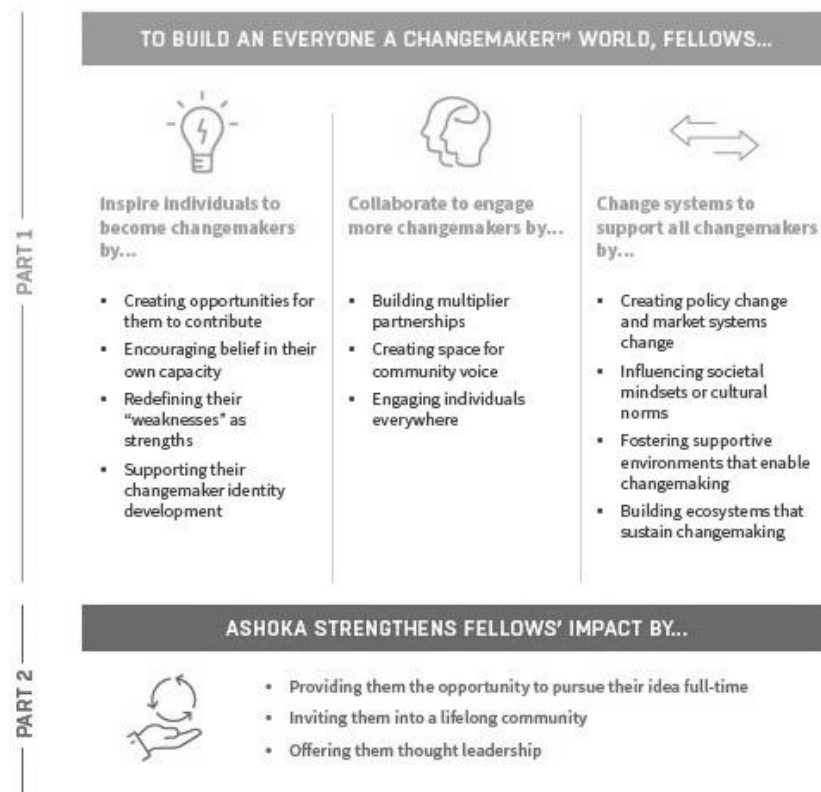 TO BUILD AN EVERYONE A CHANGEMAKER™ WORLD, FELLOWS...
PART 1
Inspire individuals to
become changemakers
by...
▪ Creating opportunities for
them to contribute
▪ Encouraging belief in their
own capacity
▪ Redefining their
“weaknesses” as
strengths
▪ Supporting their
changemaker identity
development
Collaborate to engage
more changemakers by...
▪ Building multiplier
partnerships
▪ Creating space for
community voice
▪ Engaging individuals
everywhere
Change systems to
support all changemakers
by...
▪ Creating policy change
and market systems
change
▪ Influencing societal
mindsets or cultural
norms
▪ Fostering supportive
environments that enable
changemaking
▪ Building ecosystems that
sustain changemaking
PART 2
ASHOKA STRENGTHENS FELLOWS’ IMPACT BY...
• Providing them the opportunity to pursue their idea full-time
• Inviting them into a lifelong community
• Offering them thought leadership